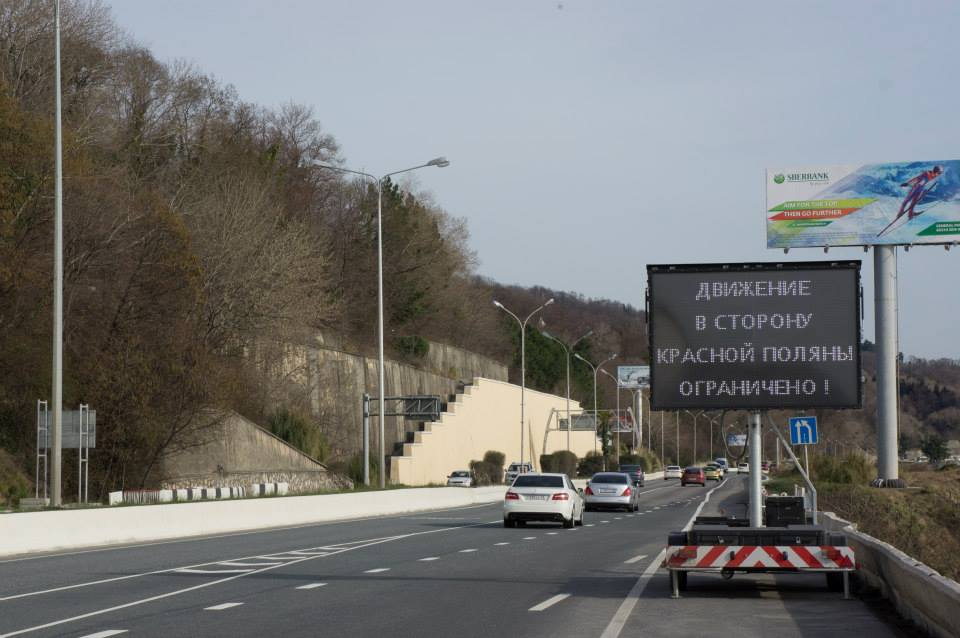 SBERBANK
AIM FOR THE TOP,
THEN GO FURTHER
ДВИЖЕНИЕ
В СТОРОНУ
КРАСНОЙ ПОЛЯНЫ
ОГРАНИЧЕНО !